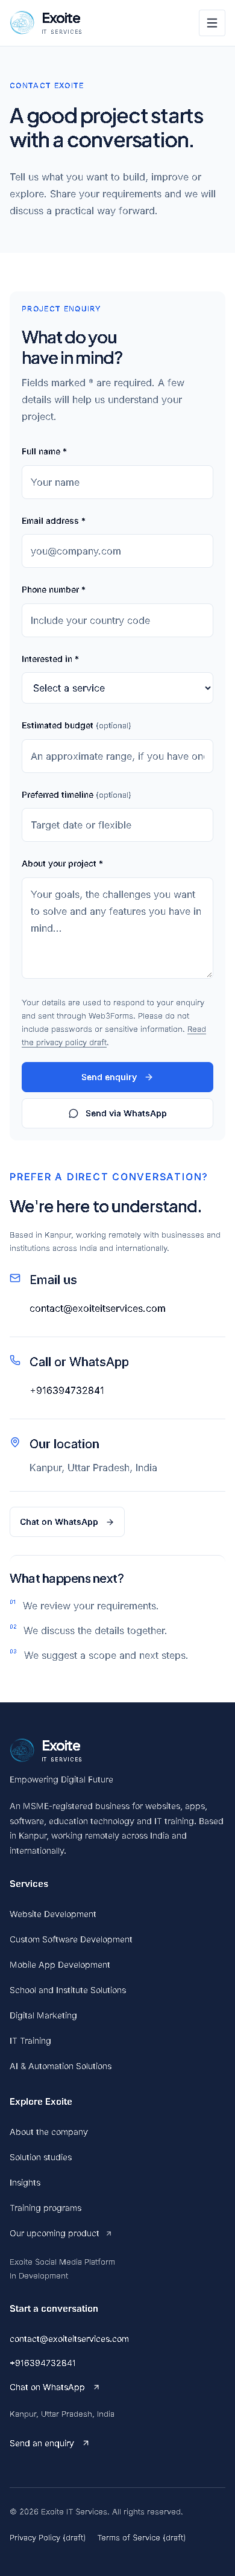 Exoite
IT SERVICES
CONTACT EXOITE
A good project starts
with a conversation.
Tell us what you want to build, improve or
explore. Share your requirements and we will
discuss a practical way forward.
PROJECT ENQUIRY
What do you
have in mind?
Fields marked * are required. A few
details will help us understand your
project.
Full name *
Your name
Email address *
you@company.com
Phone number *
Include your country code
Interested in *
Select a service
Estimated budget (optional)
An approximate range, if you have one
Preferred timeline (optional)
Target date or flexible
About your project *
Your goals, the challenges you want
to solve and any features you have in
mind...
Your details are used to respond to your enquiry
and sent through Web3Forms. Please do not
include passwords or sensitive information. Read
the privacy policy draft.
Send enquiry →
Send via WhatsApp
PREFER A DIRECT CONVERSATION?
We're here to understand.
Based in Kanpur, working remotely with businesses and
institutions across India and internationally.
Email us
contact@exoiteitservices.com
Call or WhatsApp
+916394732841
Our location
Kanpur, Uttar Pradesh, India
Chat on WhatsApp →
What happens next?
01 We review your requirements.
02 We discuss the details together.
03 We suggest a scope and next steps.
Exoite
IT SERVICES
Empowering Digital Future
An MSME-registered business for websites, apps,
software, education technology and IT training. Based
in Kanpur, working remotely across India and
internationally.
Services
Website Development
Custom Software Development
Mobile App Development
School and Institute Solutions
Digital Marketing
IT Training
AI & Automation Solutions
Explore Exoite
About the company
Solution studies
Insights
Training programs
Our upcoming product ↗
Exoite Social Media Platform
In Development
Start a conversation
contact@exoiteitservices.com
+916394732841
Chat on WhatsApp ↗
Kanpur, Uttar Pradesh, India
Send an enquiry ↗
© 2026 Exoite IT Services. All rights reserved.
Privacy Policy (draft) Terms of Service (draft)